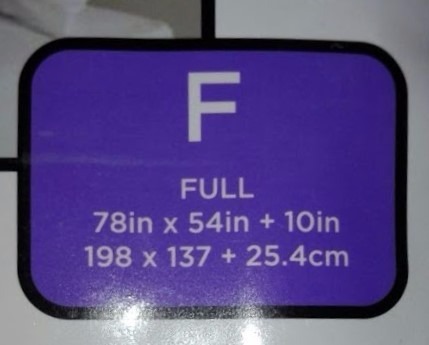 F
FULL
78in x 54in + 10in
198 x 137 + 25.4cm